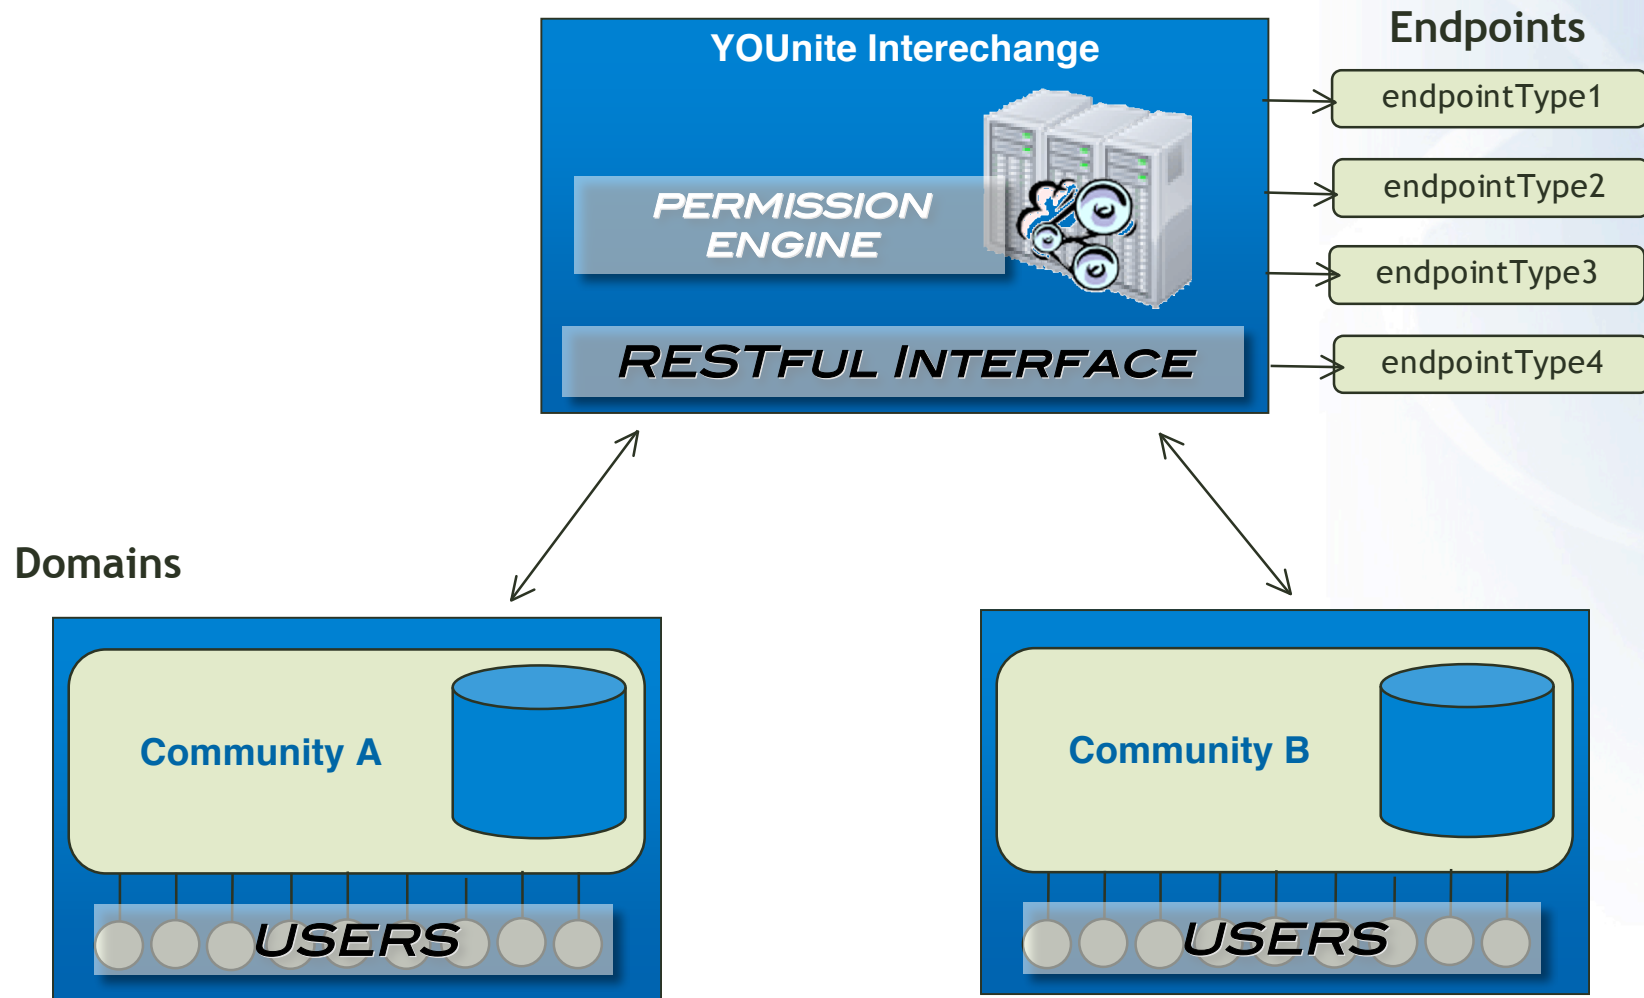 YOUnite Interechange
PERMISSION
ENGINE
RESTFUL INTERFACE
Endpoints
endpointType1
endpointType2
endpointType3
endpointType4
Domains
Community A
USERS
Community B
USERS